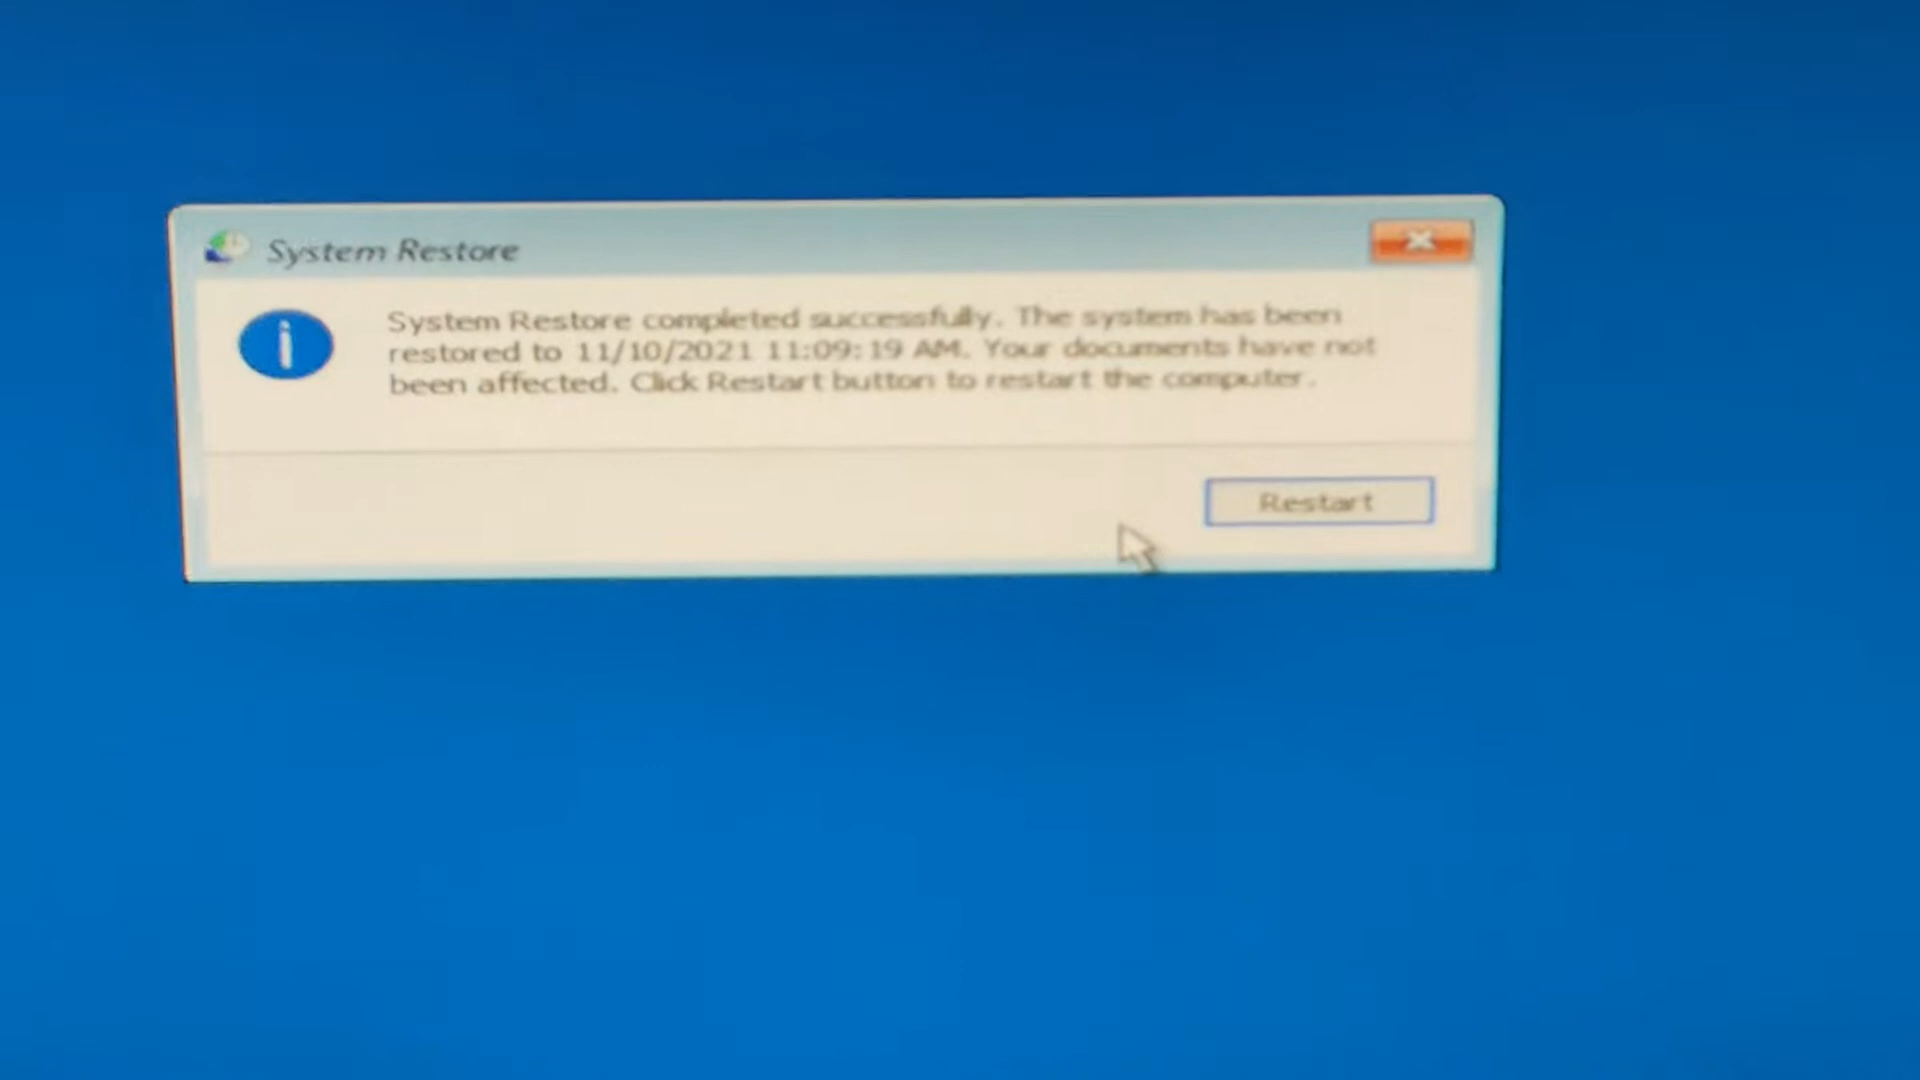 System Restore
System Restore completed successfully. The system has been
restored to 11/10/2021 11:09:19 AM. Your documents have not
been affected. Click Restart button to restart the computer.
Restart